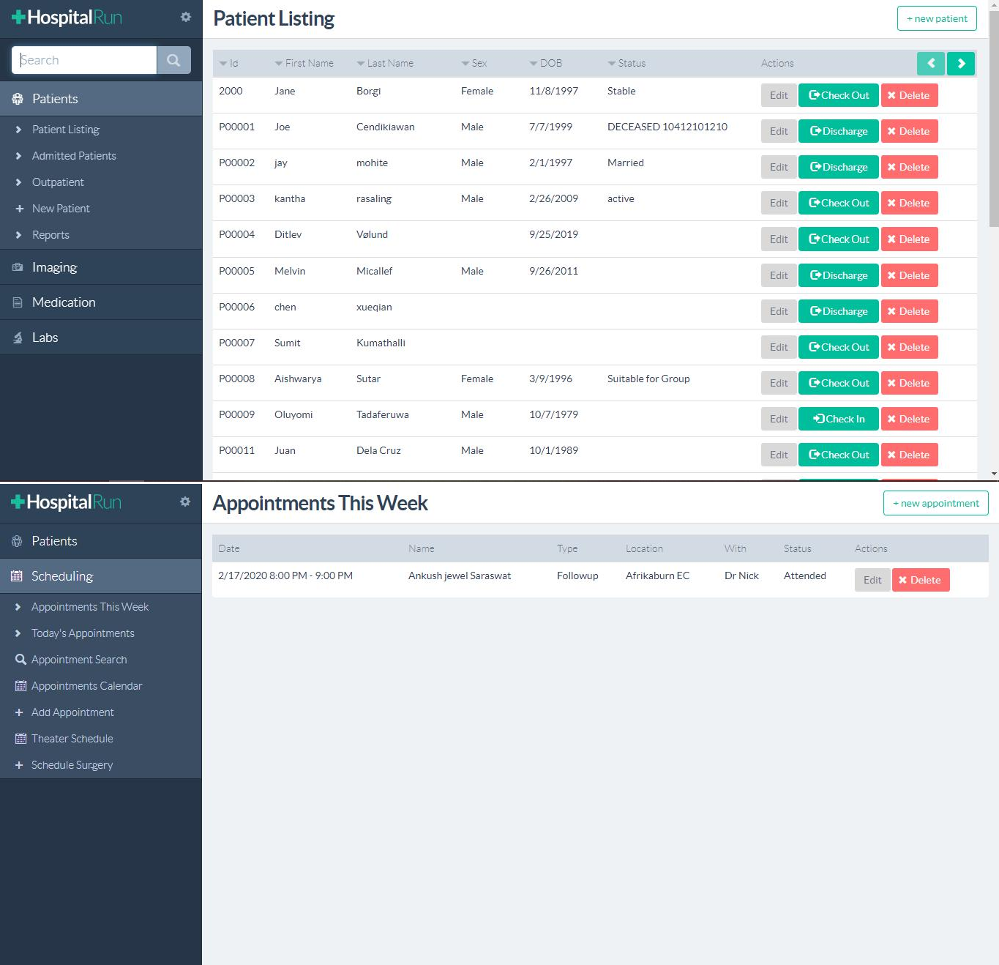 HospitalRun
Patient Listing
+ new patient
Search
Id First Name Last Name Sex DOB Status Actions
Patients
2000 Jane Borgi Female 11/8/1997 Stable Edit Check Out Delete
Patient Listing
P00001 Joe Cendikiawan Male 7/7/1999 DECEASED 10412101210 Edit Discharge Delete
Admitted Patients
P00002 jay mohite Male 2/1/1997 Married Edit Discharge Delete
Outpatient
P00003 kantha rasaling Male 2/26/2009 active Edit Check Out Delete
+ New Patient
Reports
P00004 Ditlev Vølund 9/25/2019 Edit Check Out Delete
Imaging
P00005 Melvin Micallef Male 9/26/2011 Edit Discharge Delete
Medication
P00006 chen xueqian Edit Discharge Delete
Labs
P00007 Sumit Kumathalli Edit Check Out Delete
P00008 Aishwarya Sutar Female 3/9/1996 Suitable for Group Edit Check Out Delete
P00009 Oluyomi Tadaferuwa Male 10/7/1979 Edit Check In Delete
P00011 Juan Dela Cruz Male 10/1/1989 Edit Check Out Delete
HospitalRun
Appointments This Week
+ new appointment
Patients
Date Name Type Location With Status Actions
Scheduling
2/17/2020 8:00 PM - 9:00 PM Ankush jewel Saraswat Followup Afrikaburn EC Dr Nick Attended Edit Delete
Appointments This Week
Today's Appointments
Appointment Search
Appointments Calendar
+ Add Appointment
Theater Schedule
+ Schedule Surgery